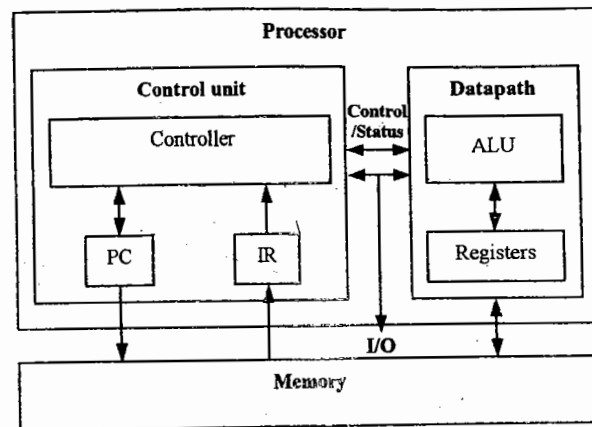 Processor
Control unit
Datapath
Control
/Status
Controller
ALU
PC
IR
Registers
I/O
Memory